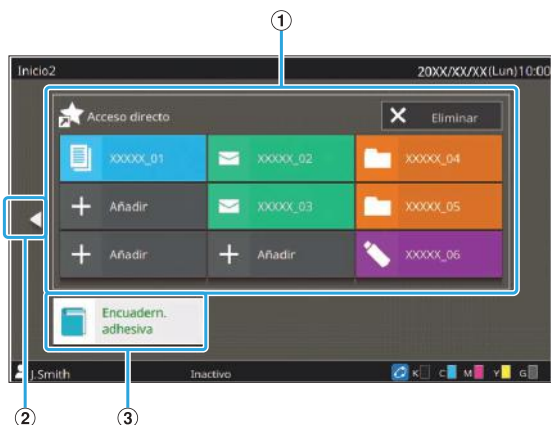 ①
Inicio2 20XX/XX/XX(Lun)10:00
Acceso directo Eliminar
XXXXX_01 XXXXX_02 XXXXX_04
Añadir XXXXX_03 XXXXX_05
Añadir Añadir XXXXX_06
Encuadern.
adhesiva
J.Smith Inactivo K C M Y G
② ③